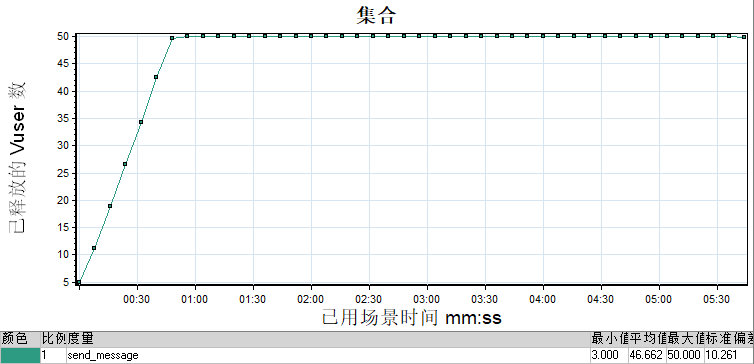 集合
已释放的 Vuser 数
50
45
40
35
30
25
20
15
10
5
00:30 01:00 01:30 02:00 02:30 03:00 03:30 04:00 04:30 05:00 05:30
已用场景时间 mm:ss
颜色 比例 度量 最小值 平均值 最大值 标准偏差
1 send_message 3.000 46.662 50.000 10.261